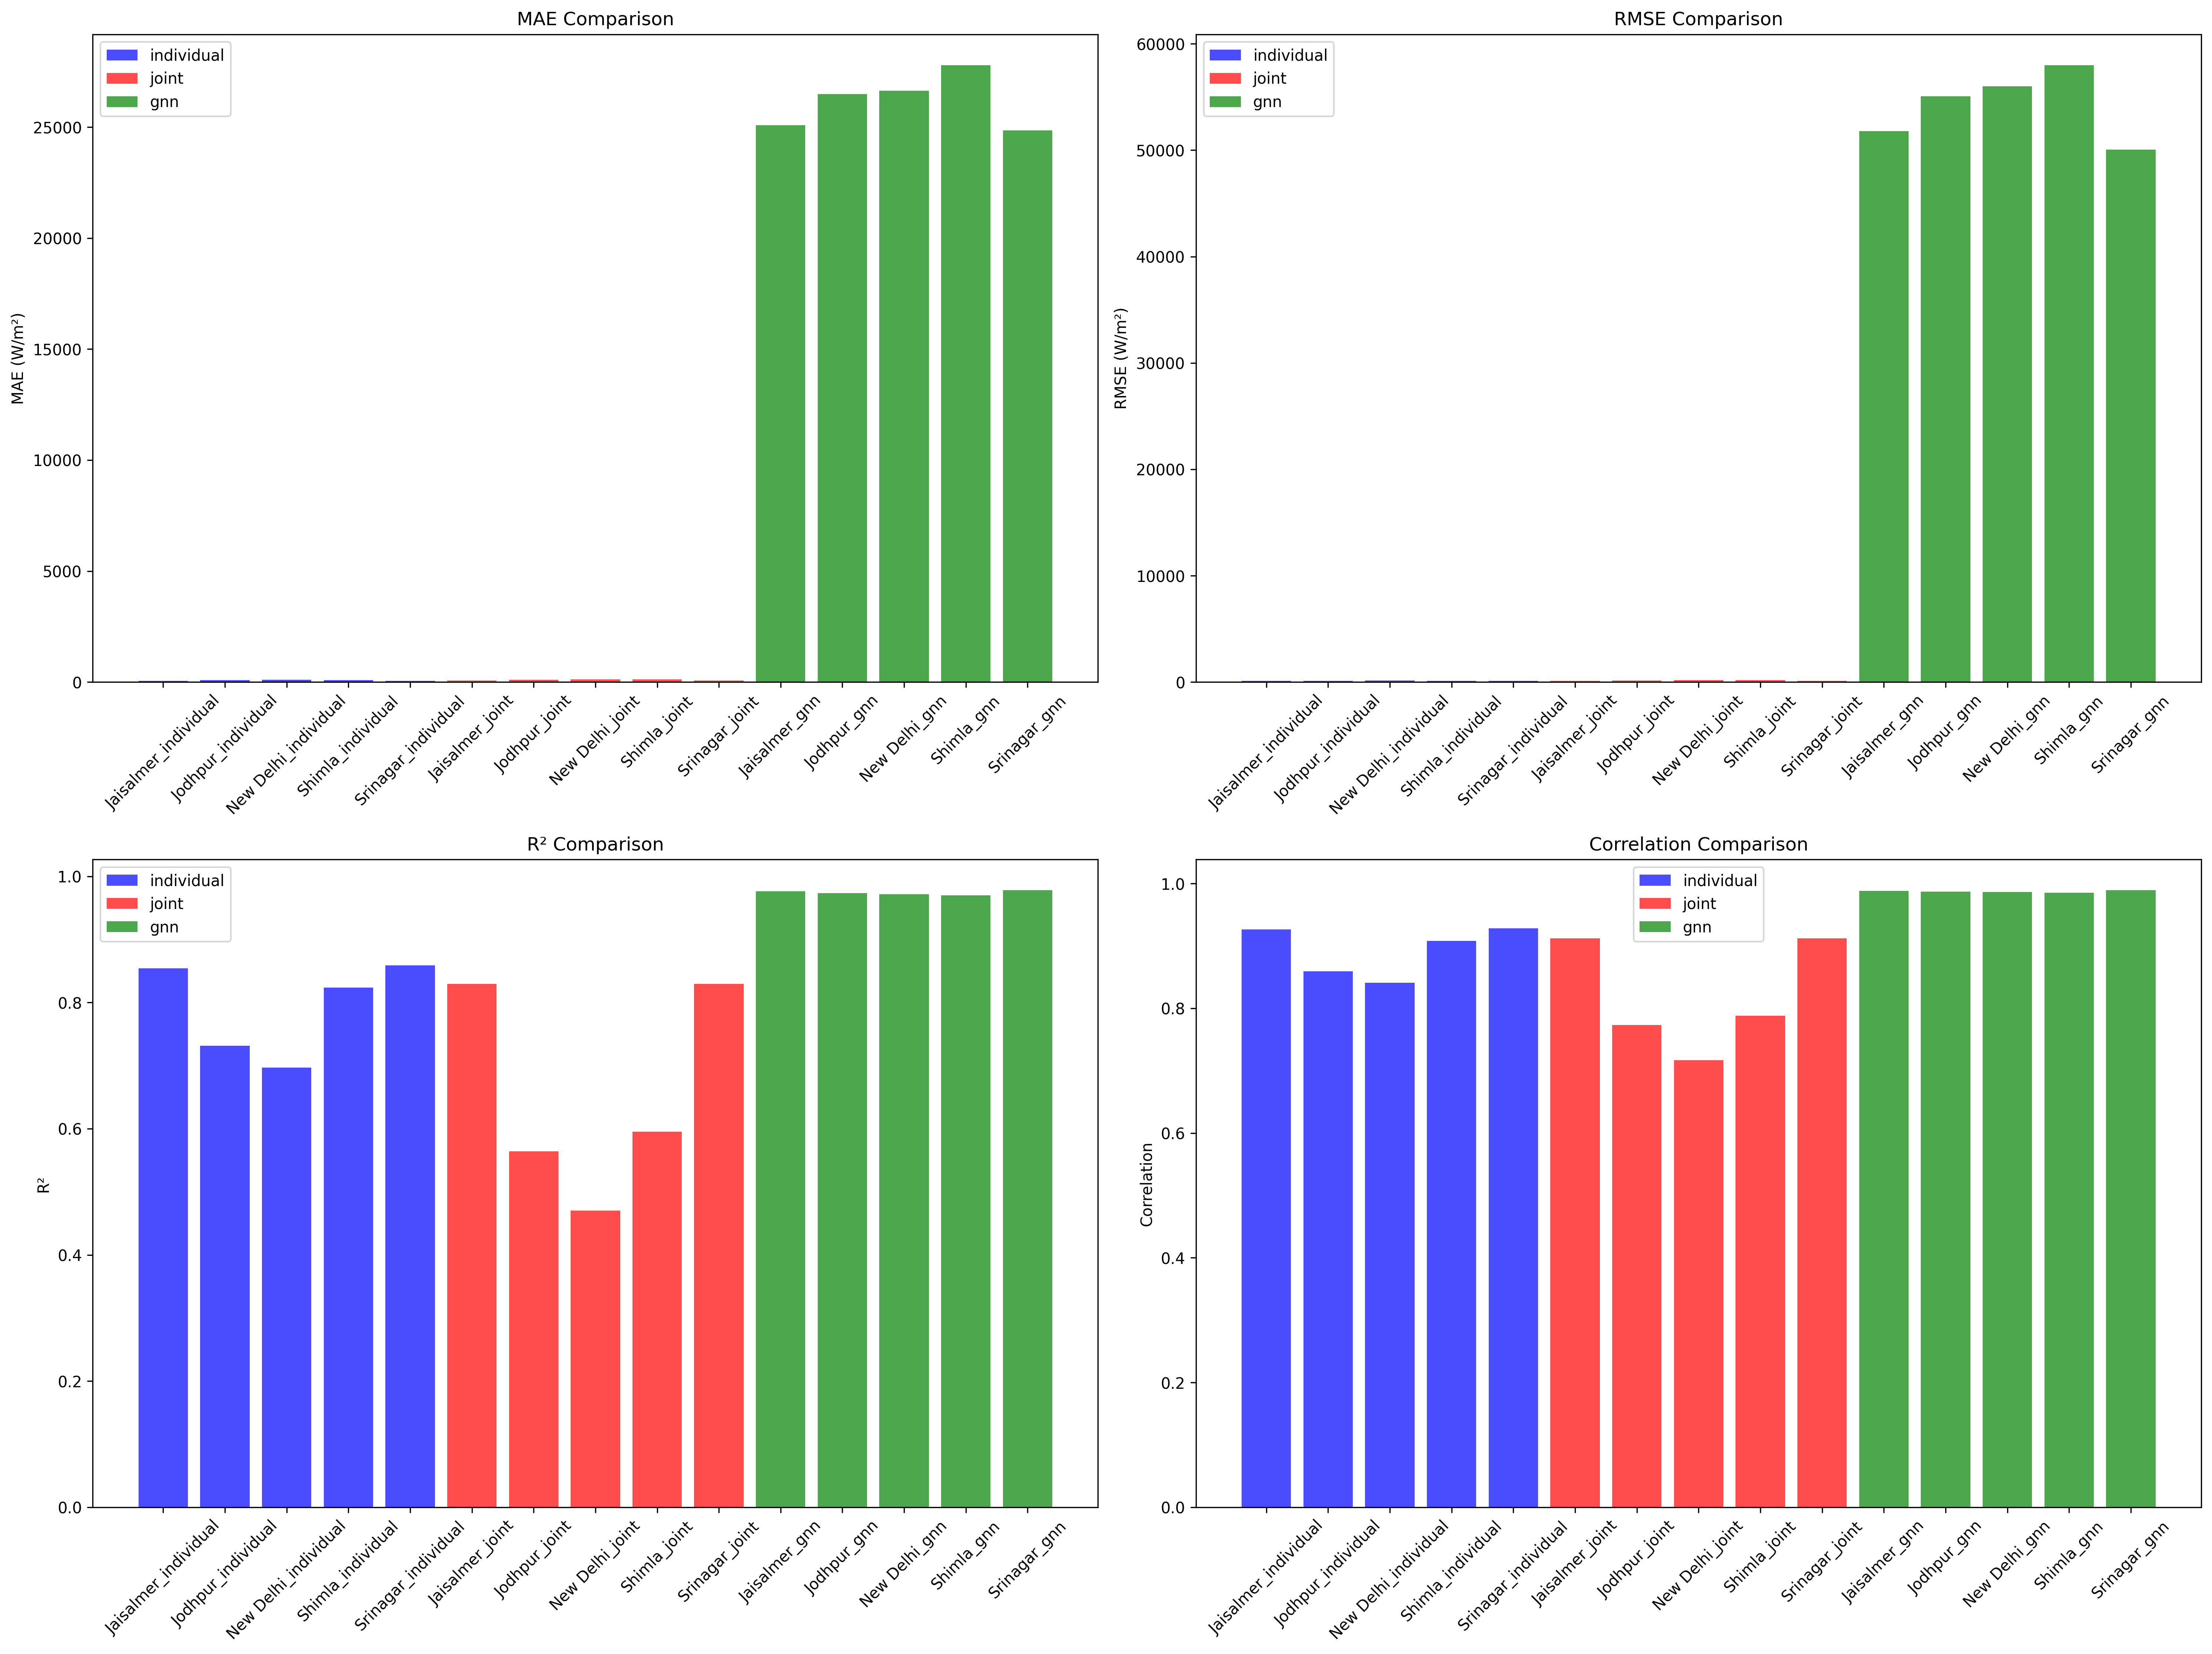 MAE Comparison
individual
joint
gnn
MAE (W/m²)
25000
20000
15000
10000
5000
0
Jaisalmer_individual
Jodhpur_individual
New Delhi_individual
Shimla_individual
Srinagar_individual
Jaisalmer_joint
Jodhpur_joint
New Delhi_joint
Shimla_joint
Srinagar_joint
Jaisalmer_gnn
Jodhpur_gnn
New Delhi_gnn
Shimla_gnn
Srinagar_gnn
RMSE Comparison
individual
joint
gnn
RMSE (W/m²)
60000
50000
40000
30000
20000
10000
0
Jaisalmer_individual
Jodhpur_individual
New Delhi_individual
Shimla_individual
Srinagar_individual
Jaisalmer_joint
Jodhpur_joint
New Delhi_joint
Shimla_joint
Srinagar_joint
Jaisalmer_gnn
Jodhpur_gnn
New Delhi_gnn
Shimla_gnn
Srinagar_gnn
R² Comparison
individual
joint
gnn
R²
1.0
0.8
0.6
0.4
0.2
0.0
Jaisalmer_individual
Jodhpur_individual
New Delhi_individual
Shimla_individual
Srinagar_individual
Jaisalmer_joint
Jodhpur_joint
New Delhi_joint
Shimla_joint
Srinagar_joint
Jaisalmer_gnn
Jodhpur_gnn
New Delhi_gnn
Shimla_gnn
Srinagar_gnn
Correlation Comparison
individual
joint
gnn
Correlation
1.0
0.8
0.6
0.4
0.2
0.0
Jaisalmer_individual
Jodhpur_individual
New Delhi_individual
Shimla_individual
Srinagar_individual
Jaisalmer_joint
Jodhpur_joint
New Delhi_joint
Shimla_joint
Srinagar_joint
Jaisalmer_gnn
Jodhpur_gnn
New Delhi_gnn
Shimla_gnn
Srinagar_gnn